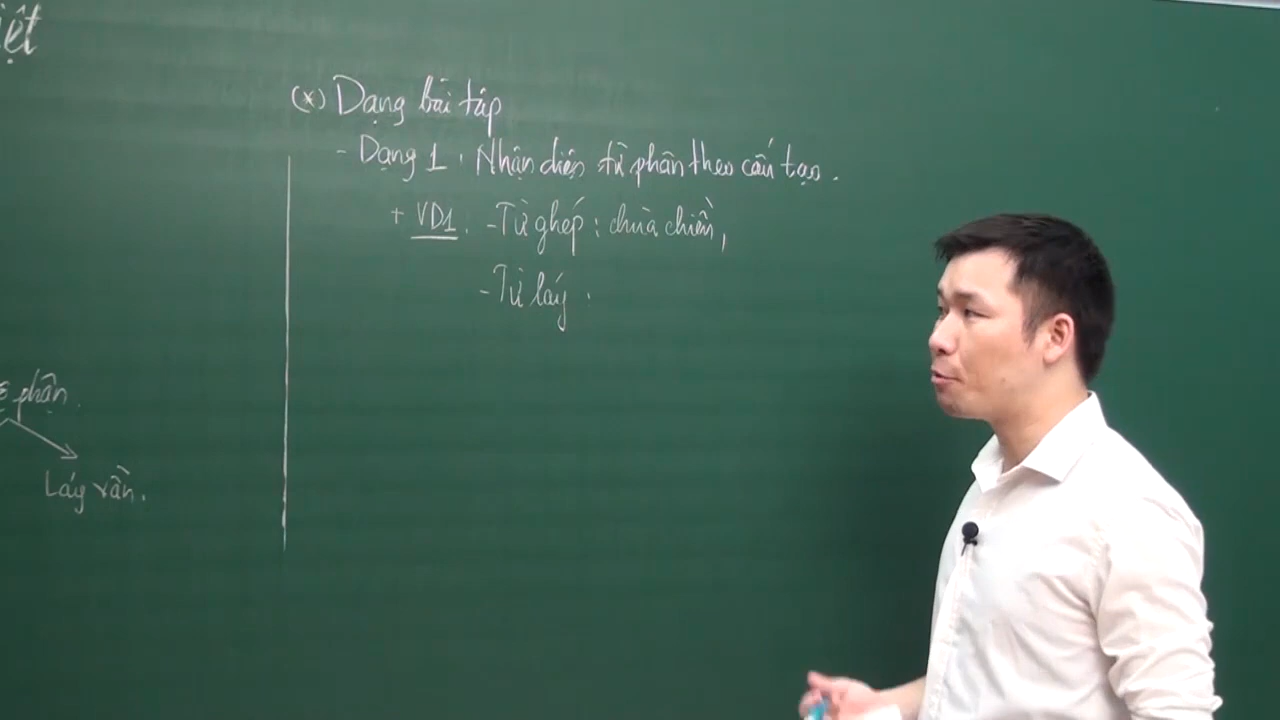 iệt
(*) Dạng bài tập
- Dạng 1. Nhận diện từ phân theo cấu tạo.
+ VD1. - Từ ghép: chùa chiền,
- Từ láy.
phận.
Láy vần.